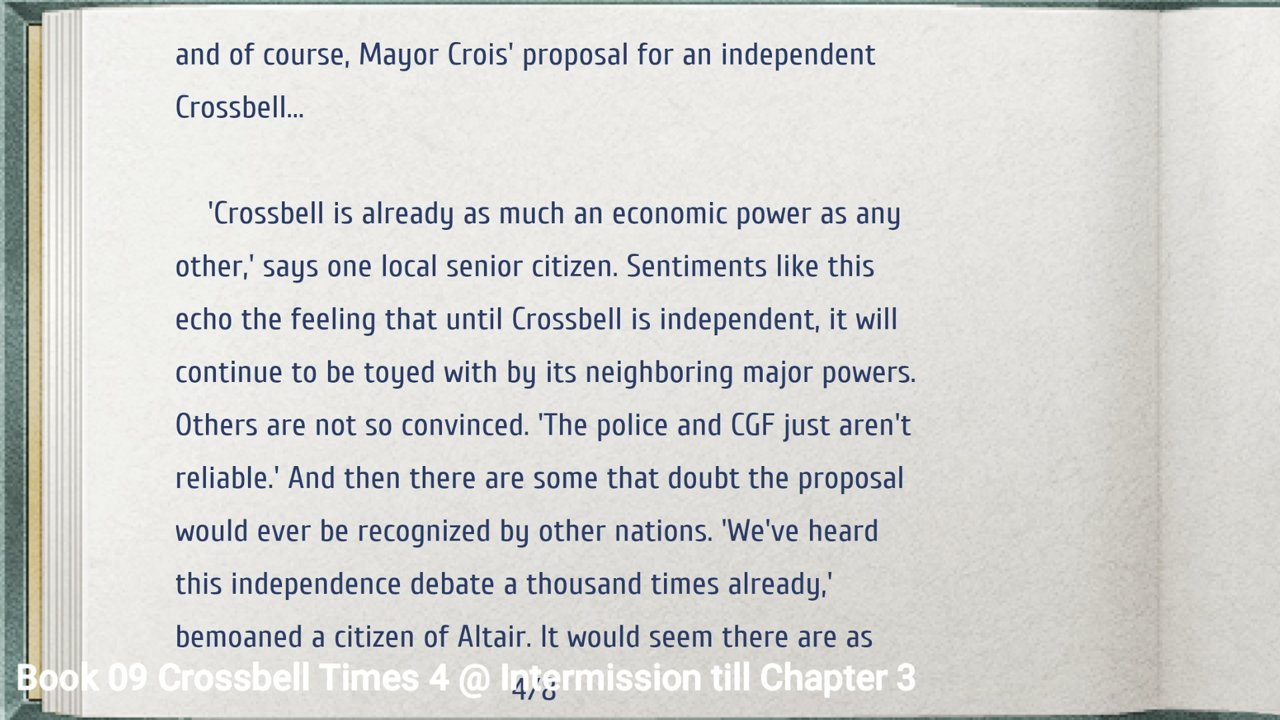 and of course, Mayor Crois' proposal for an independent
Crossbell...
'Crossbell is already as much an economic power as any
other,' says one local senior citizen. Sentiments like this
echo the feeling that until Crossbell is independent, it will
continue to be toyed with by its neighboring major powers.
Others are not so convinced. 'The police and CGF just aren't
reliable.' And then there are some that doubt the proposal
would ever be recognized by other nations. 'We've heard
this independence debate a thousand times already,'
bemoaned a citizen of Altair. It would seem there are as
Book 09 Crossbell Times 4 @ Intermission till Chapter 3
4/8